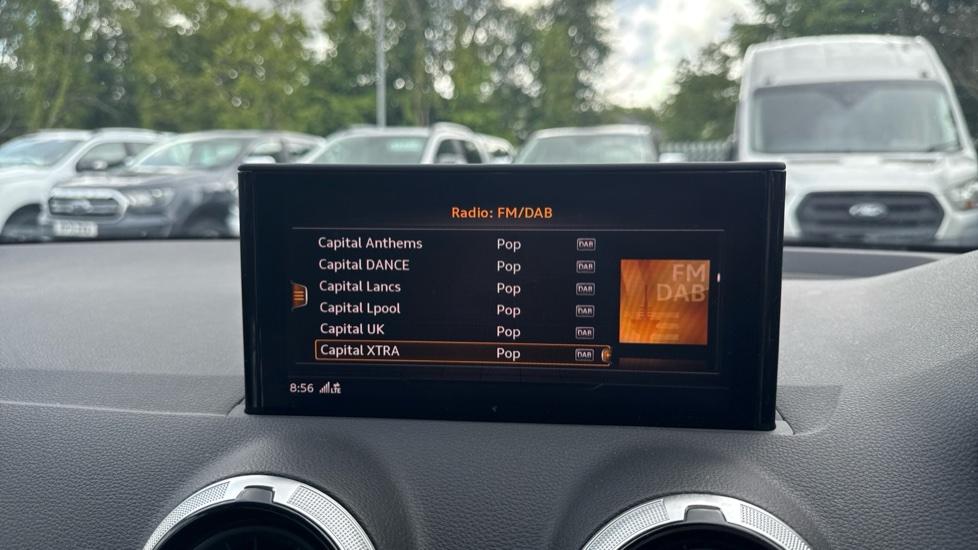 Radio: FM/DAB
Capital Anthems Pop DAB
Capital DANCE Pop DAB
Capital Lancs Pop DAB
Capital Lpool Pop DAB
Capital UK Pop DAB
Capital XTRA Pop DAB
FM
DAB
8:56 LTE